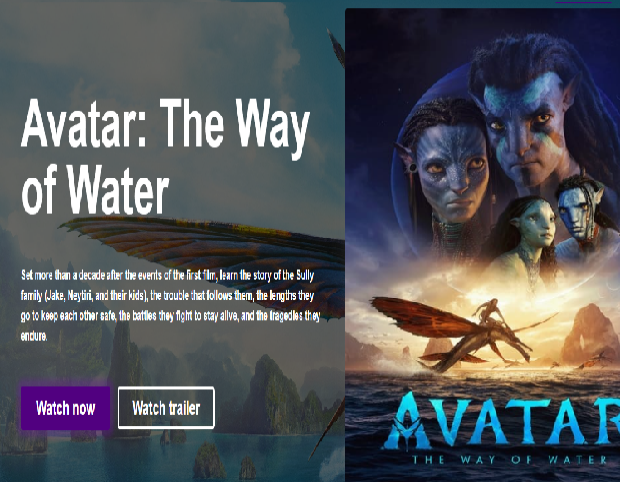 Avatar: The Way
of Water
Set more than a decade after the events of the first film, learn the story of the Sully
family (Jake, Neytiri, and their kids), the trouble that follows them, the lengths they
go to keep each other safe, the battles they fight to stay alive, and the tragedies they
endure.
Watch now
Watch trailer
AVATAR
THE WAY OF WATER